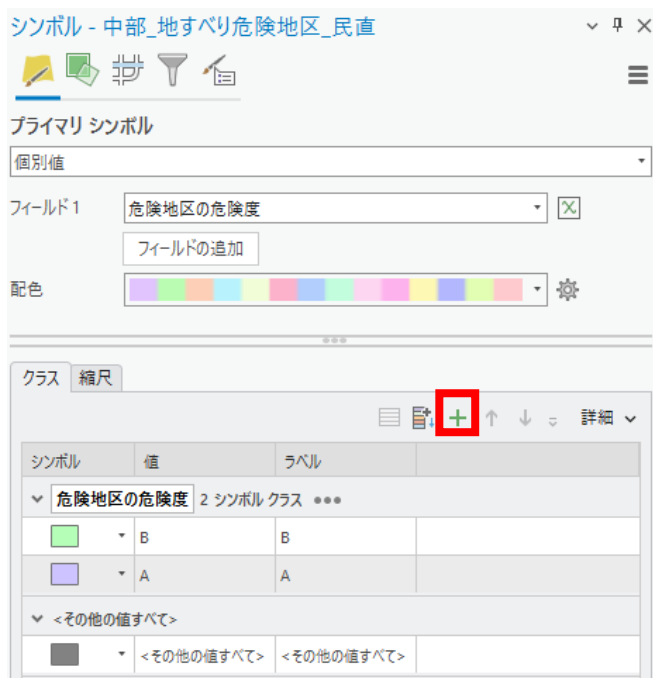 シンボル - 中部_地すべり危険地区_民直
プライマリ シンボル
個別値
フィールド 1
危険地区の危険度
フィールドの追加
配色
クラス
縮尺
詳細
シンボル 値 ラベル
危険地区の危険度 2 シンボル クラス
B B
A A
<その他の値すべて>
<その他の値すべて> <その他の値すべて>